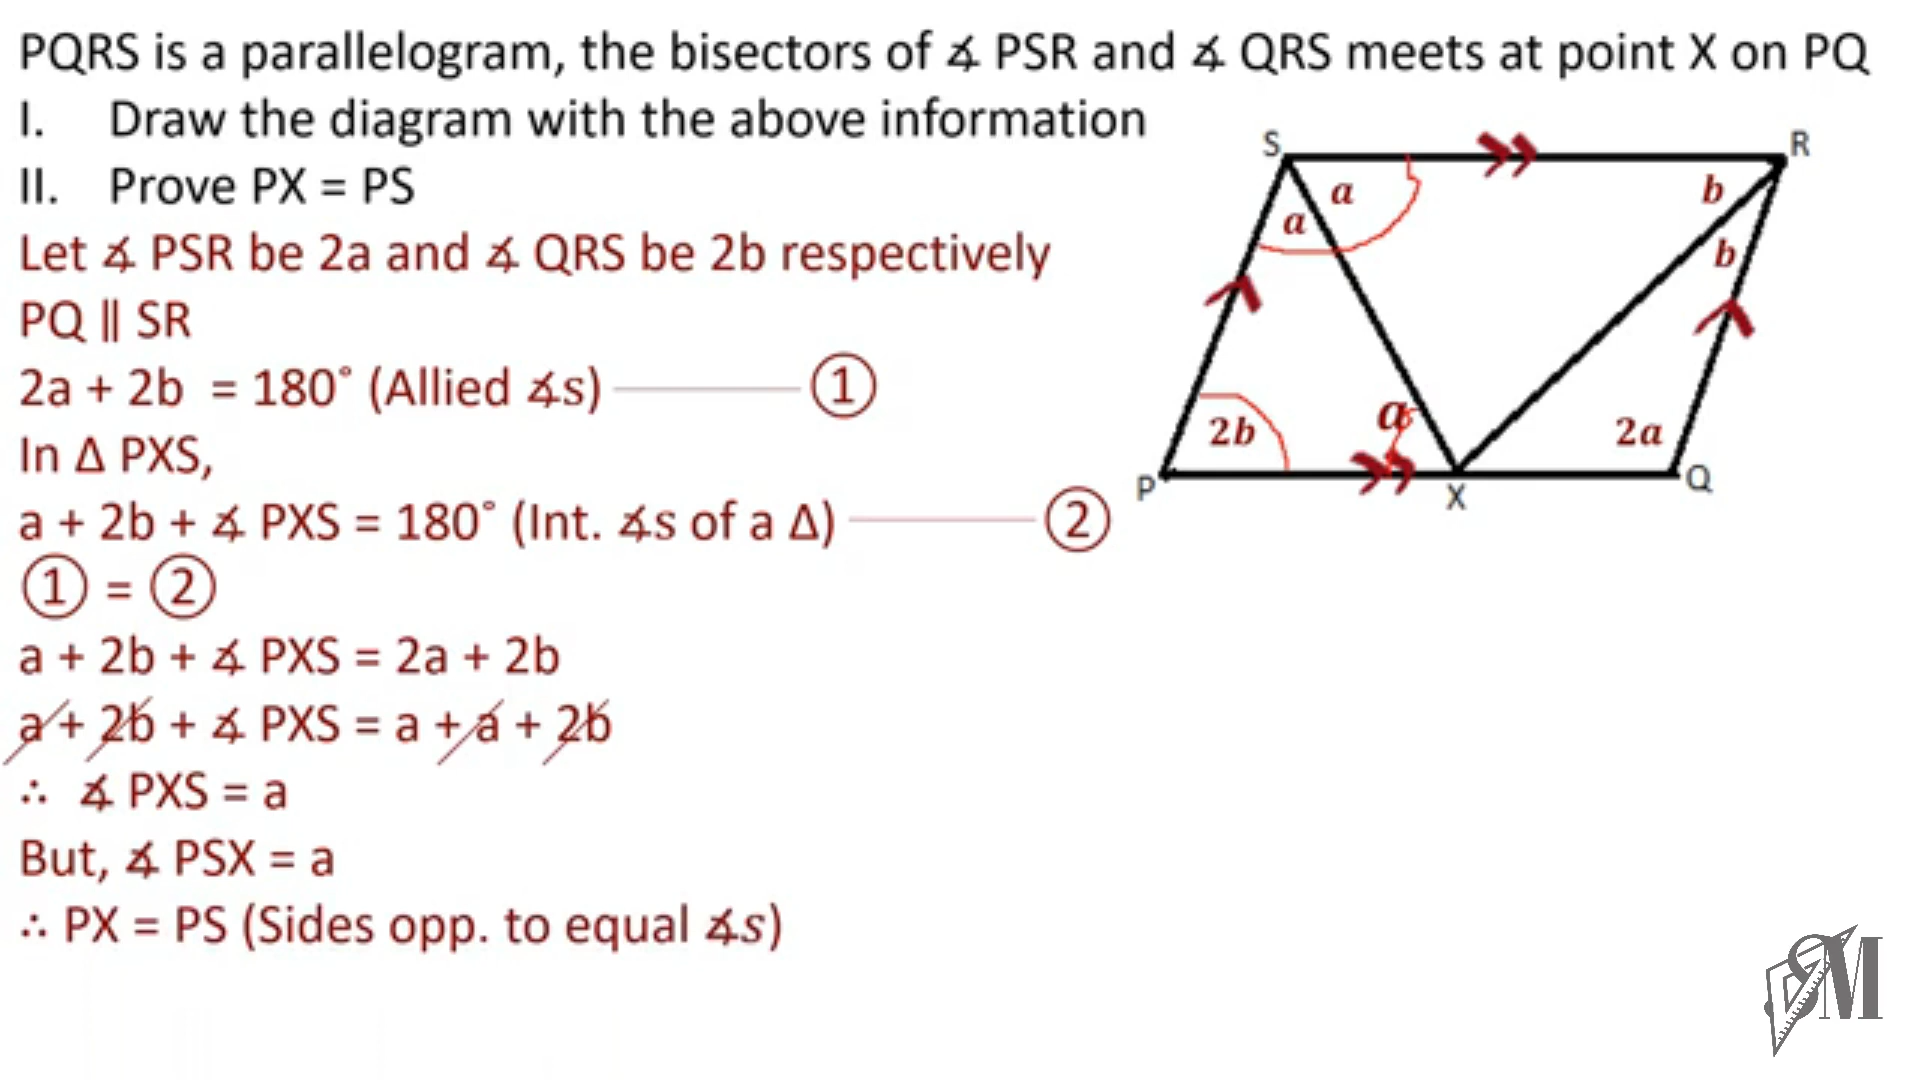 PQRS is a parallelogram, the bisectors of ∡ PSR and ∡ QRS meets at point X on PQ
I. Draw the diagram with the above information
II. Prove PX = PS
Let ∡ PSR be 2a and ∡ QRS be 2b respectively
PQ ∥ SR
2a + 2b = 180° (Allied ∡s) ①
In Δ PXS,
a + 2b + ∡ PXS = 180° (Int. ∡s of a Δ) ②
① = ②
a + 2b + ∡ PXS = 2a + 2b
a + 2b + ∡ PXS = a + a + 2b
∴ ∡ PXS = a
But, ∡ PSX = a
∴ PX = PS (Sides opp. to equal ∡s)
S R
a b
a b
2b a 2a
P X Q
SM